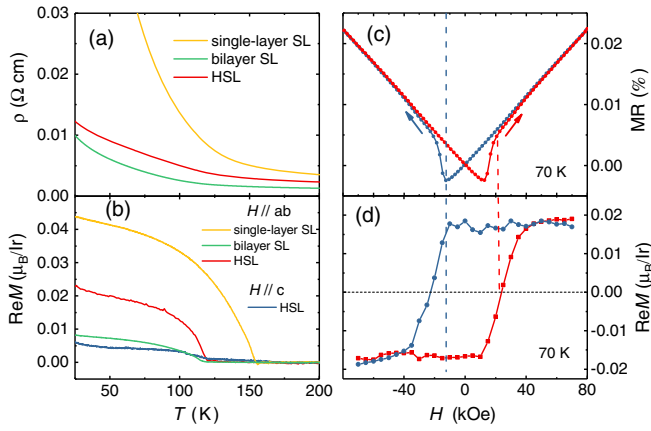 0.03
0.02
0.01
0.00
ρ (Ω cm)
(a)
single-layer SL
bilayer SL
HSL
(b)
H // ab
single-layer SL
bilayer SL
HSL
H // c
HSL
0.04
0.03
0.02
0.01
0.00
ReM (μB/Ir)
50 100 150 200
T (K)
(c)
70 K
0.02
0.01
0.00
MR (%)
(d)
70 K
0.02
0.01
0.00
-0.01
-0.02
ReM (μB/Ir)
-40 0 40 80
H (kOe)